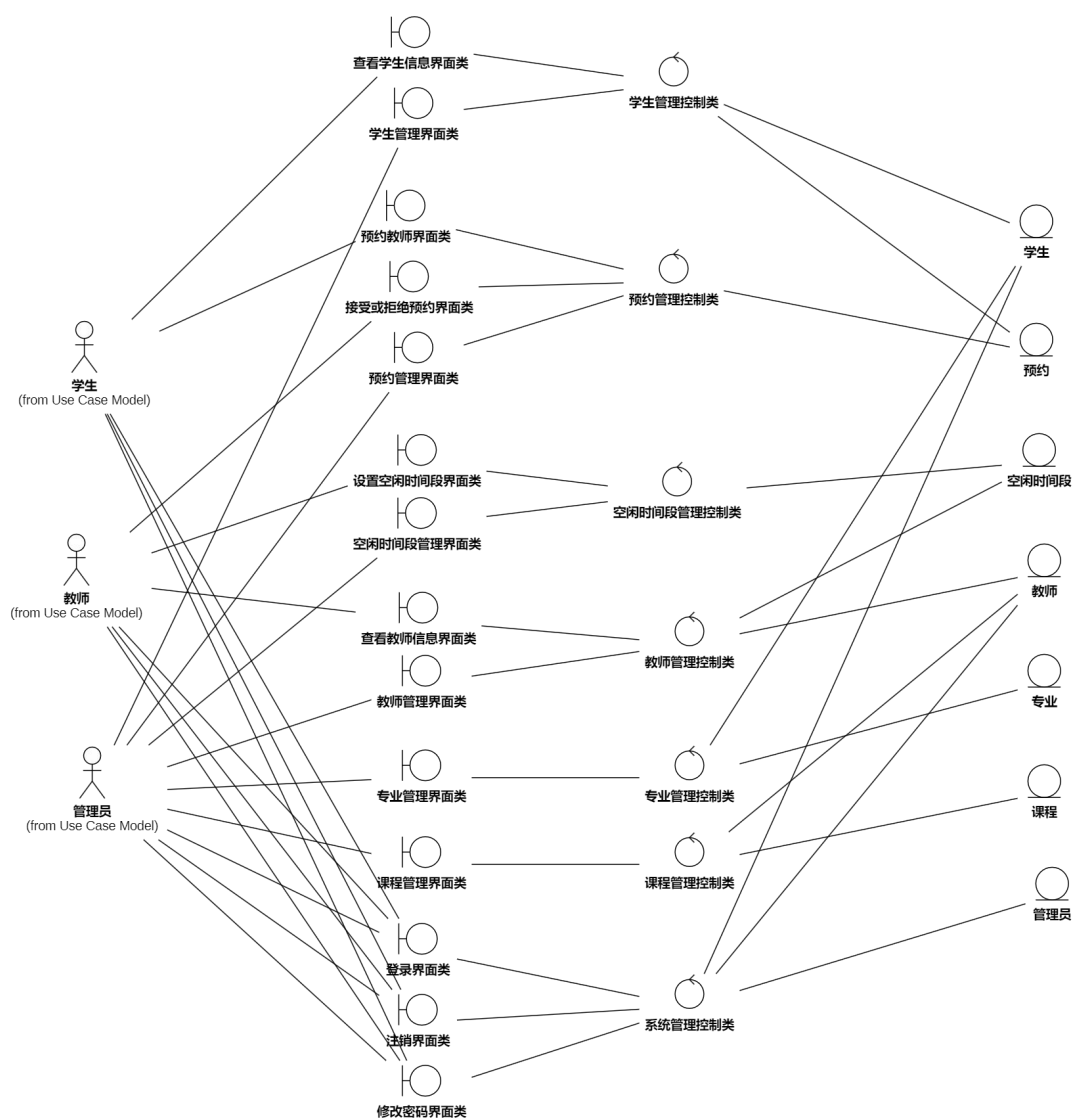 查看学生信息界面类
学生管理界面类
学生管理控制类
预约教师界面类
学生
接受或拒绝预约界面类
预约管理控制类
预约管理界面类
预约
学生
(from Use Case Model)
设置空闲时间段界面类
空闲时间段
空闲时间段管理控制类
空闲时间段管理界面类
教师
(from Use Case Model)
教师
查看教师信息界面类
教师管理控制类
教师管理界面类
专业
专业管理界面类
专业管理控制类
管理员
(from Use Case Model)
课程
课程管理界面类
课程管理控制类
管理员
登录界面类
系统管理控制类
注销界面类
修改密码界面类